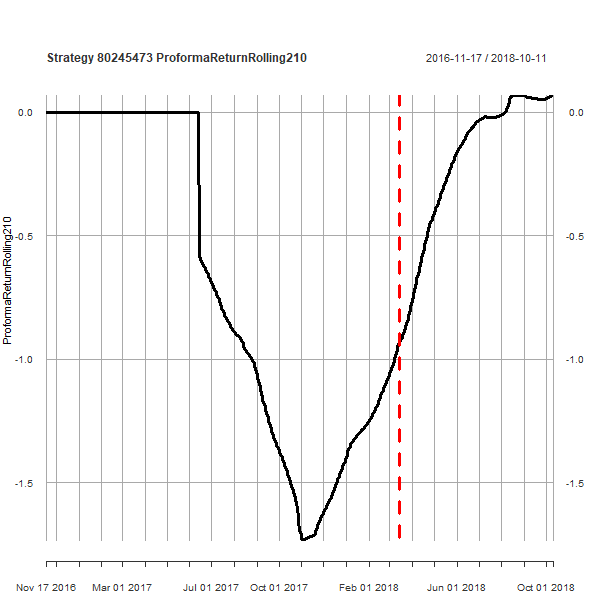 Strategy 80245473 ProformaReturnRolling210
2016-11-17 / 2018-10-11
ProformaReturnRolling210
0.0 0.0
-0.5 -0.5
-1.0 -1.0
-1.5 -1.5
Nov 17 2016 Mar 01 2017 Jul 01 2017 Oct 01 2017 Feb 01 2018 Jun 01 2018 Oct 01 2018